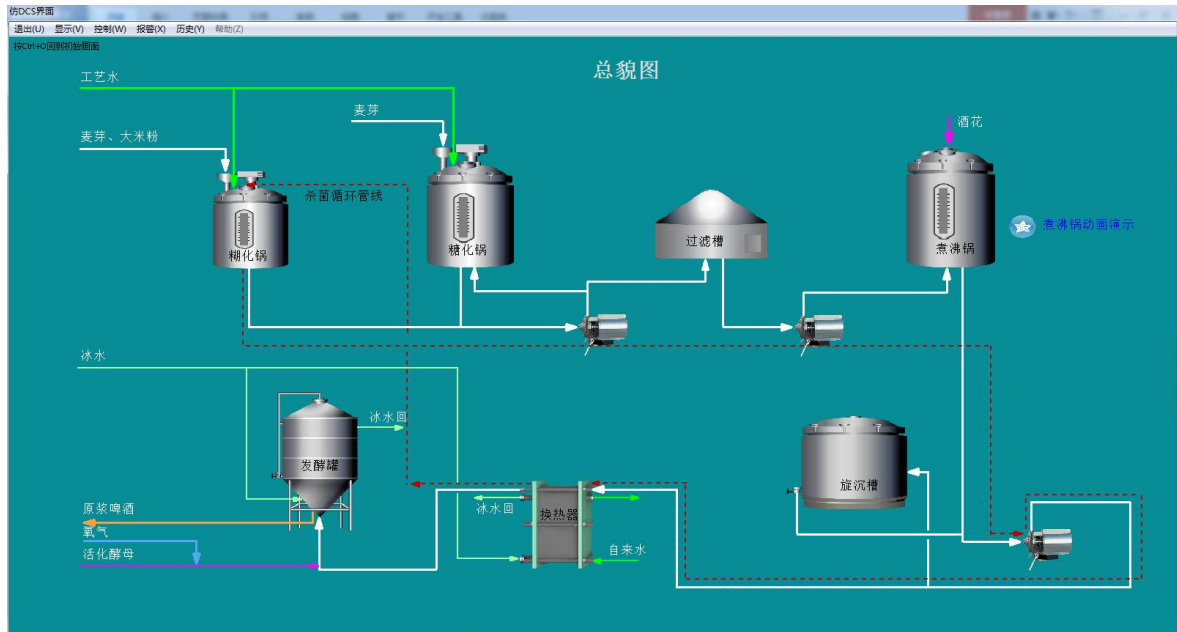 仿DCS界面
退出(U) 显示(V) 控制(W) 报警(X) 历史(Y) 帮助(Z)
按Ctrl+O回到初始画面
总貌图
工艺水
麦芽
酒花
麦芽、大米粉
杀菌循环管线
煮沸锅动画演示
糊化锅
糖化锅
过滤槽
煮沸锅
冰水
冰水回
发酵罐
旋沉槽
原浆啤酒
冰水回
换热器
氧气
自来水
活化酵母